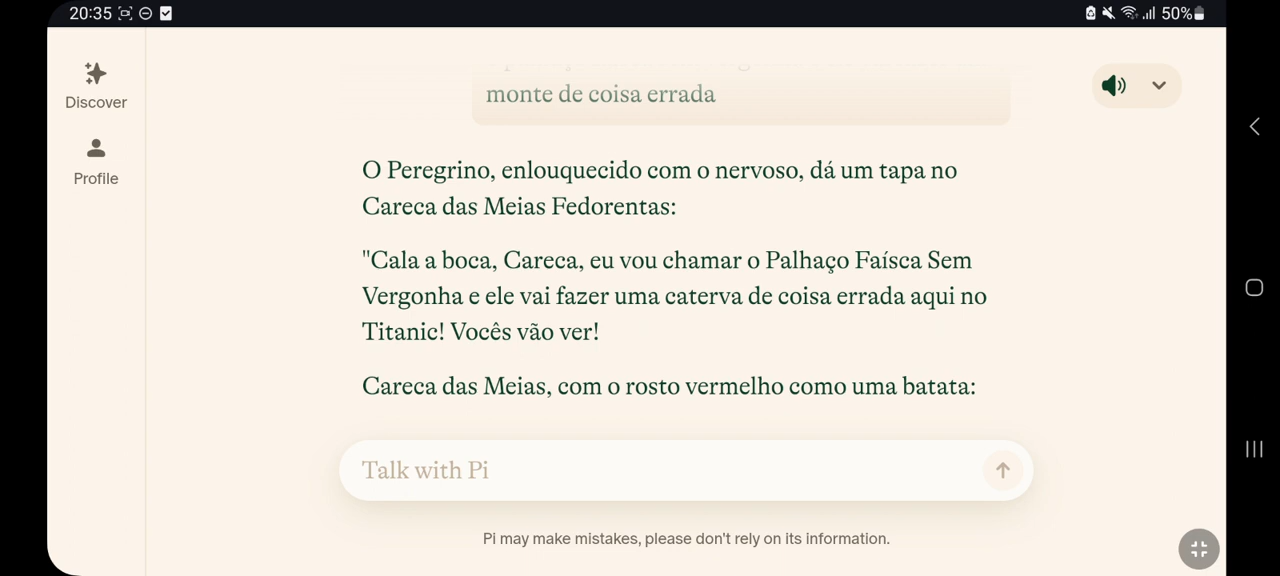 20:35
50%
Discover
Profile
monte de coisa errada
O Peregrino, enlouquecido com o nervoso, dá um tapa no
Careca das Meias Fedorentas:
"Cala a boca, Careca, eu vou chamar o Palhaço Faísca Sem
Vergonha e ele vai fazer uma caterva de coisa errada aqui no
Titanic! Vocês vão ver!
Careca das Meias, com o rosto vermelho como uma batata:
Talk with Pi
Pi may make mistakes, please don't rely on its information.